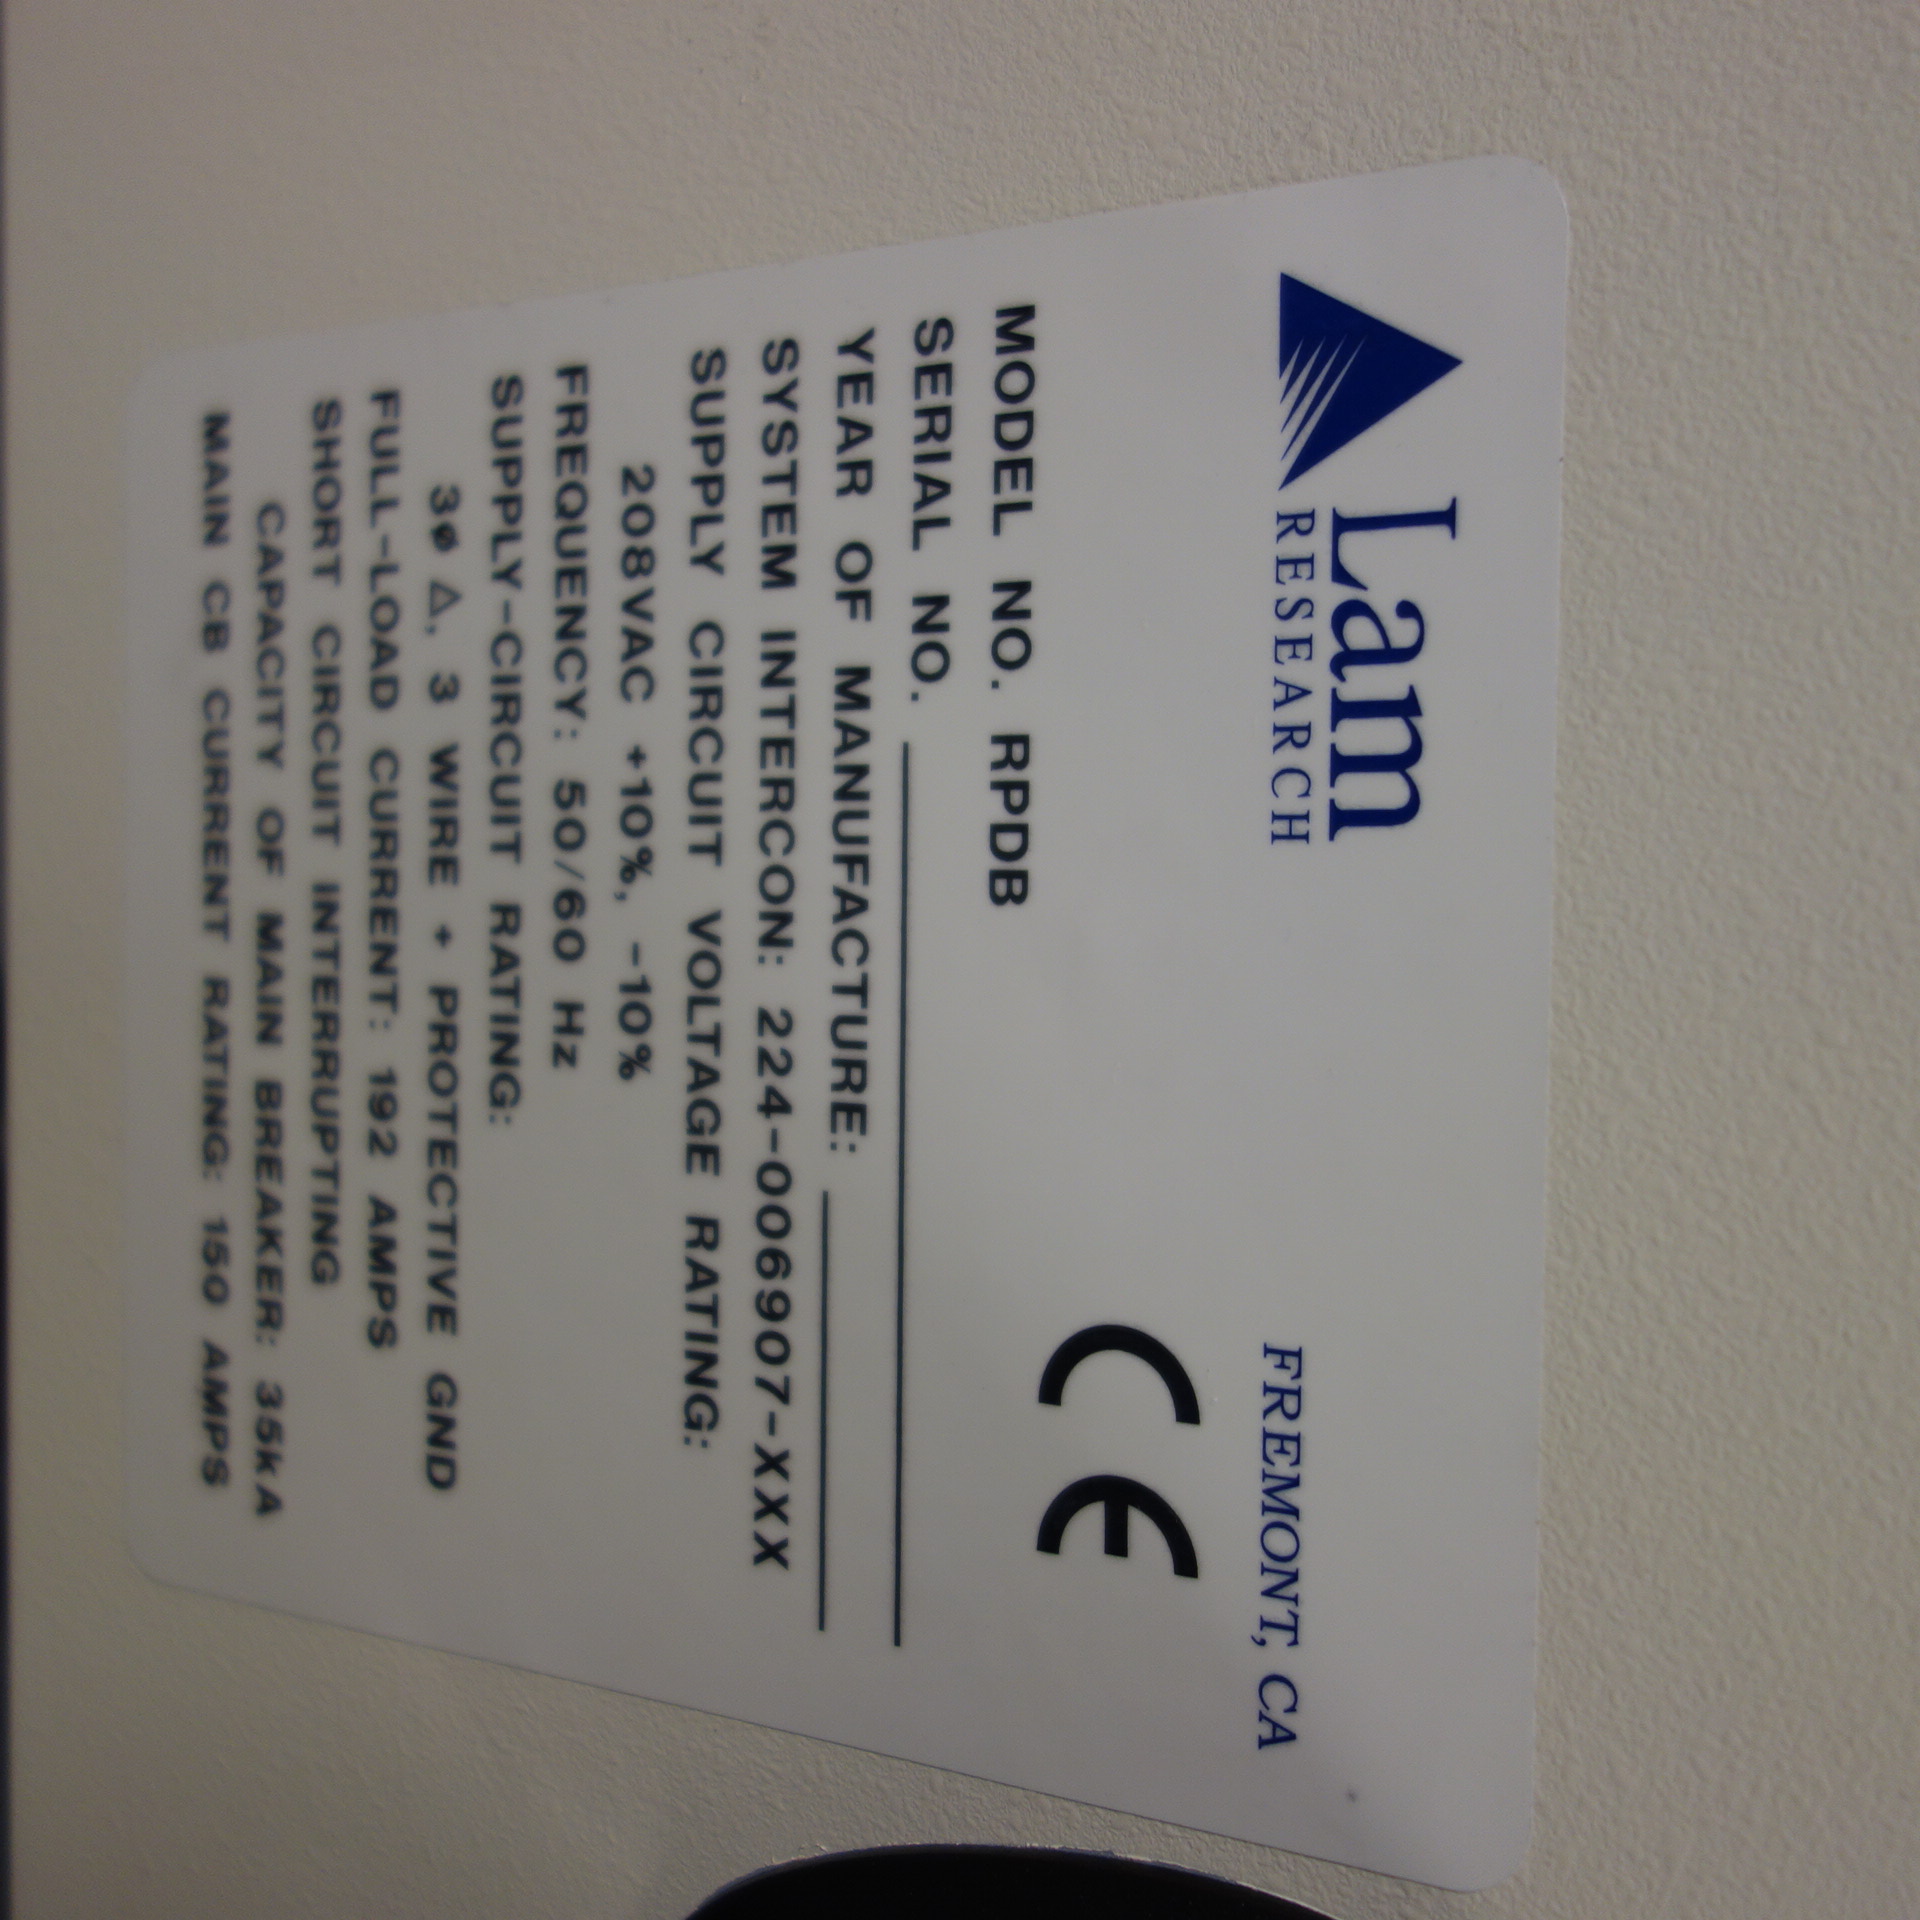 Lam
RESEARCH
FREMONT, CA
CE
MODEL NO. RPDB
SERIAL NO.
YEAR OF MANUFACTURE:
SYSTEM INTERCON: 224-006907-XXX
SUPPLY CIRCUIT VOLTAGE RATING:
208VAC +10%, -10%
FREQUENCY: 50/60 Hz
SUPPLY-CIRCUIT RATING:
3ø △, 3 WIRE + PROTECTIVE GND
FULL-LOAD CURRENT: 192 AMPS
SHORT CIRCUIT INTERRUPTING
CAPACITY OF MAIN BREAKER: 35kA
MAIN CB CURRENT RATING: 150 AMPS